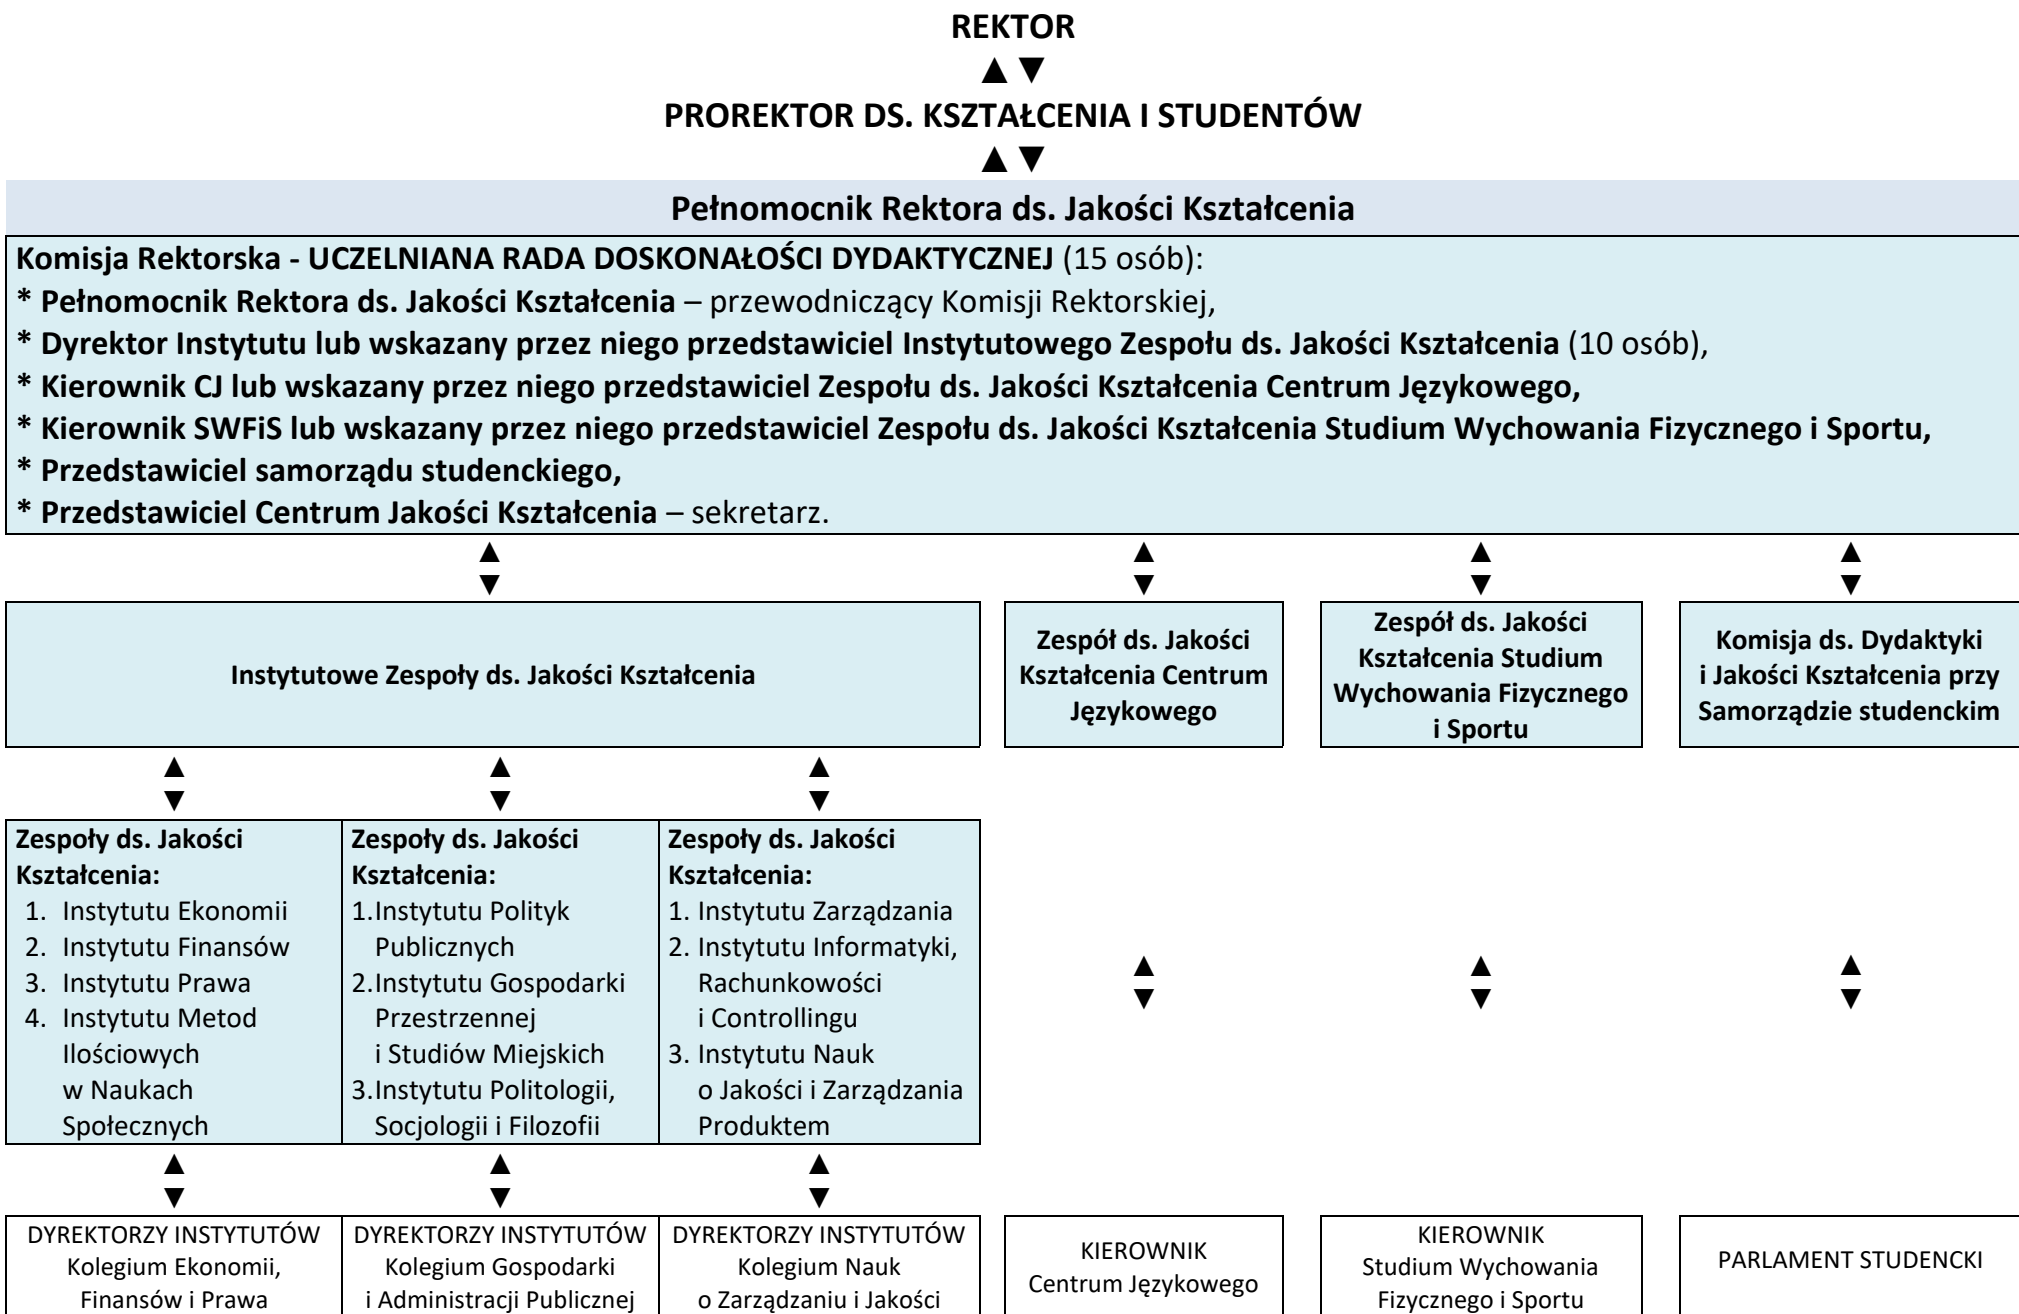 REKTOR
▲ ▼
PROREKTOR DS. KSZTAŁCENIA I STUDENTÓW
▲ ▼
Pełnomocnik Rektora ds. Jakości Kształcenia
Komisja Rektorska - UCZELNIANA RADA DOSKONAŁOŚCI DYDAKTYCZNEJ (15 osób):
* Pełnomocnik Rektora ds. Jakości Kształcenia – przewodniczący Komisji Rektorskiej,
* Dyrektor Instytutu lub wskazany przez niego przedstawiciel Instytutowego Zespołu ds. Jakości Kształcenia (10 osób),
* Kierownik CJ lub wskazany przez niego przedstawiciel Zespołu ds. Jakości Kształcenia Centrum Językowego,
* Kierownik SWFiS lub wskazany przez niego przedstawiciel Zespołu ds. Jakości Kształcenia Studium Wychowania Fizycznego i Sportu,
* Przedstawiciel samorządu studenckiego,
* Przedstawiciel Centrum Jakości Kształcenia – sekretarz.
Instytutowe Zespoły ds. Jakości Kształcenia
Zespół ds. Jakości
Kształcenia Centrum
Językowego
Zespół ds. Jakości
Kształcenia Studium
Wychowania Fizycznego
i Sportu
Komisja ds. Dydaktyki
i Jakości Kształcenia przy
Samorządzie studenckim
Zespoły ds. Jakości
Kształcenia:
1. Instytutu Ekonomii
2. Instytutu Finansów
3. Instytutu Prawa
4. Instytutu Metod
Ilościowych
w Naukach
Społecznych
Zespoły ds. Jakości
Kształcenia:
1.Instytutu Polityk
Publicznych
2.Instytutu Gospodarki
Przestrzennej
i Studiów Miejskich
3.Instytutu Politologii,
Socjologii i Filozofii
Zespoły ds. Jakości
Kształcenia:
1. Instytutu Zarządzania
2. Instytutu Informatyki,
Rachunkowości
i Controllingu
3. Instytutu Nauk
o Jakości i Zarządzania
Produktem
DYREKTORZY INSTYTUTÓW
Kolegium Ekonomii,
Finansów i Prawa
DYREKTORZY INSTYTUTÓW
Kolegium Gospodarki
i Administracji Publicznej
DYREKTORZY INSTYTUTÓW
Kolegium Nauk
o Zarządzaniu i Jakości
KIEROWNIK
Centrum Językowego
KIEROWNIK
Studium Wychowania
Fizycznego i Sportu
PARLAMENT STUDENCKI